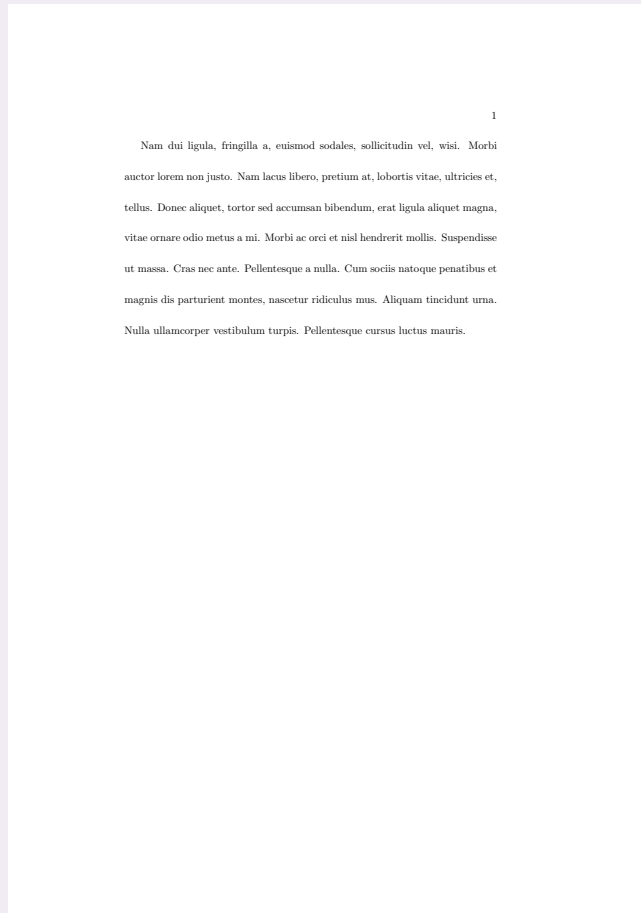 1
Nam dui ligula, fringilla a, euismod sodales, sollicitudin vel, wisi. Morbi
auctor lorem non justo. Nam lacus libero, pretium at, lobortis vitae, ultricies et,
tellus. Donec aliquet, tortor sed accumsan bibendum, erat ligula aliquet magna,
vitae ornare odio metus a mi. Morbi ac orci et nisl hendrerit mollis. Suspendisse
ut massa. Cras nec ante. Pellentesque a nulla. Cum sociis natoque penatibus et
magnis dis parturient montes, nascetur ridiculus mus. Aliquam tincidunt urna.
Nulla ullamcorper vestibulum turpis. Pellentesque cursus luctus mauris.